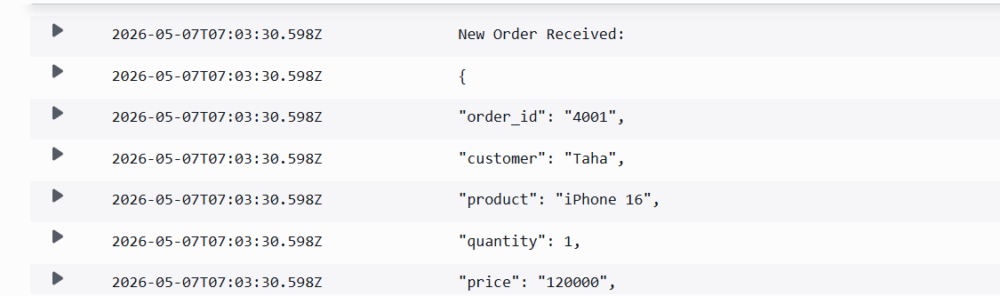 2026-05-07T07:03:30.598Z New Order Received:
2026-05-07T07:03:30.598Z {
2026-05-07T07:03:30.598Z "order_id": "4001",
2026-05-07T07:03:30.598Z "customer": "Taha",
2026-05-07T07:03:30.598Z "product": "iPhone 16",
2026-05-07T07:03:30.598Z "quantity": 1,
2026-05-07T07:03:30.598Z "price": "120000",